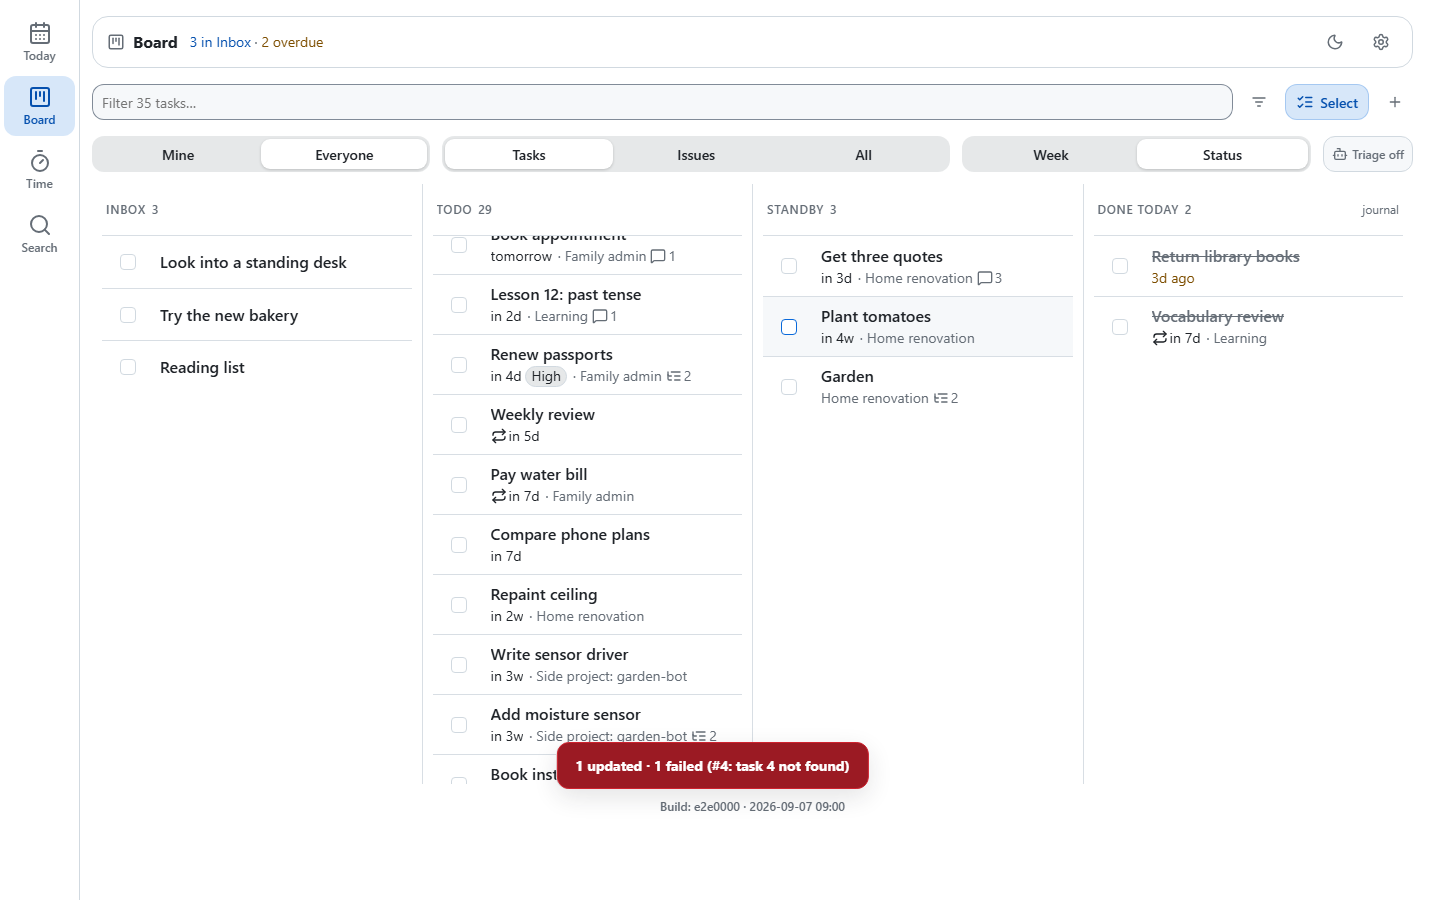 Today
Board
Time
Search
Board 3 in Inbox · 2 overdue
Filter 35 tasks...
Select
Mine Everyone Tasks Issues All Week Status Triage off
INBOX 3
Look into a standing desk
Try the new bakery
Reading list
TODO 29
Book appointment
tomorrow · Family admin 1
Lesson 12: past tense
in 2d · Learning 1
Renew passports
in 4d High · Family admin 2
Weekly review
in 5d
Pay water bill
in 7d · Family admin
Compare phone plans
in 7d
Repaint ceiling
in 2w · Home renovation
Write sensor driver
in 3w · Side project: garden-bot
Add moisture sensor
in 3w · Side project: garden-bot 2
Book inst
STANDBY 3
Get three quotes
in 3d · Home renovation 3
Plant tomatoes
in 4w · Home renovation
Garden
Home renovation 2
DONE TODAY 2 journal
Return library books
3d ago
Vocabulary review
in 7d · Learning
1 updated · 1 failed (#4: task 4 not found)
Build: e2e0000 · 2026-09-07 09:00